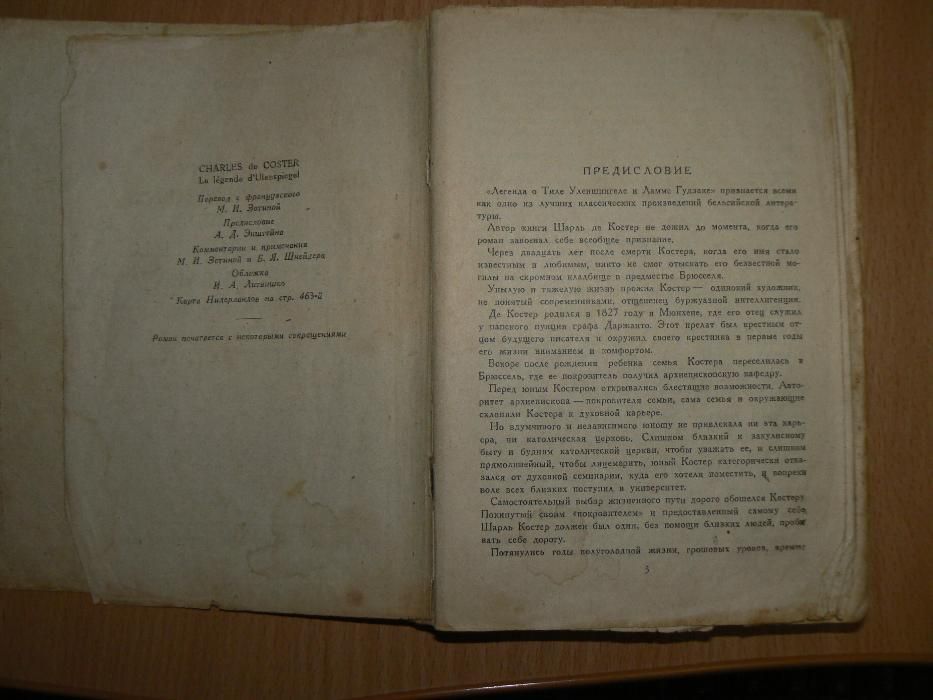 CHARLES de COSTER
La légende d'Ulenspiegel
Перевод с французского
М. И. Зотиной
Предисловие
А. Д. Эпштейна
Комментарии и примечания
М. И. Зотиной и Б. Я. Шнейдера
Обложка
И. А. Литвишко
Карта Нидерландов на стр. 463-й
Роман печатается с некоторыми сокращениями
ПРЕДИСЛОВИЕ
«Легенда о Тиле Уленшпигеле и Ламме Гудзаке» признается всеми
как одно из лучших классических произведений бельгийской литера-
туры.
Автор книги Шарль де Костер не дожил до момента, когда его
роман завоевал себе всеобщее признание.
Через двадцать лет после смерти Костера, когда его имя стало
известным и любимым, никто не смог отыскать его безвестной мо-
гилы на скромном кладбище в предместье Брюсселя.
Унылую и тяжелую жизнь прожил Костер — одинокий художник,
не понятый современниками, отщепенец буржуазной интеллигенции.
Де Костер родился в 1827 году в Мюнхене, где его отец служил
у папского нунция графа Держанто. Этот прелат был крестным от-
цом будущего писателя и окружил своего крестника в первые годы
его жизни вниманием и комфортом.
Вскоре после рождения ребенка семья Костера переселилась в
Брюссель, где ее покровитель получил архиепископскую кафедру.
Перед юным Костером открывались блестящие возможности. Авто-
ритет архиепископа — покровителя семьи, сама семья и окружающие
склоняли Костера к духовной карьере.
Но вдумчивого и независимого юношу не привлекала ни эта карь-
ера, ни католическая церковь. Слишком близкий к закулисному
быту и будням католической церкви, чтобы уважать ее, и слишком
прямолинейный, чтобы лицемерить, юный Костер категорически отка-
зался от духовной семинарии, куда его хотели поместить, и вопреки
воле всех близких поступил в университет.
Самостоятельный выбор жизненного пути дорого обошелся Костеру.
Покинутый своим «покровителем» и предоставленный самому себе,
Шарль Костер должен был один, без помощи близких людей, проби
вать себе дорогу.
Потянулись годы полуголодной жизни, грошовых уроков,
3